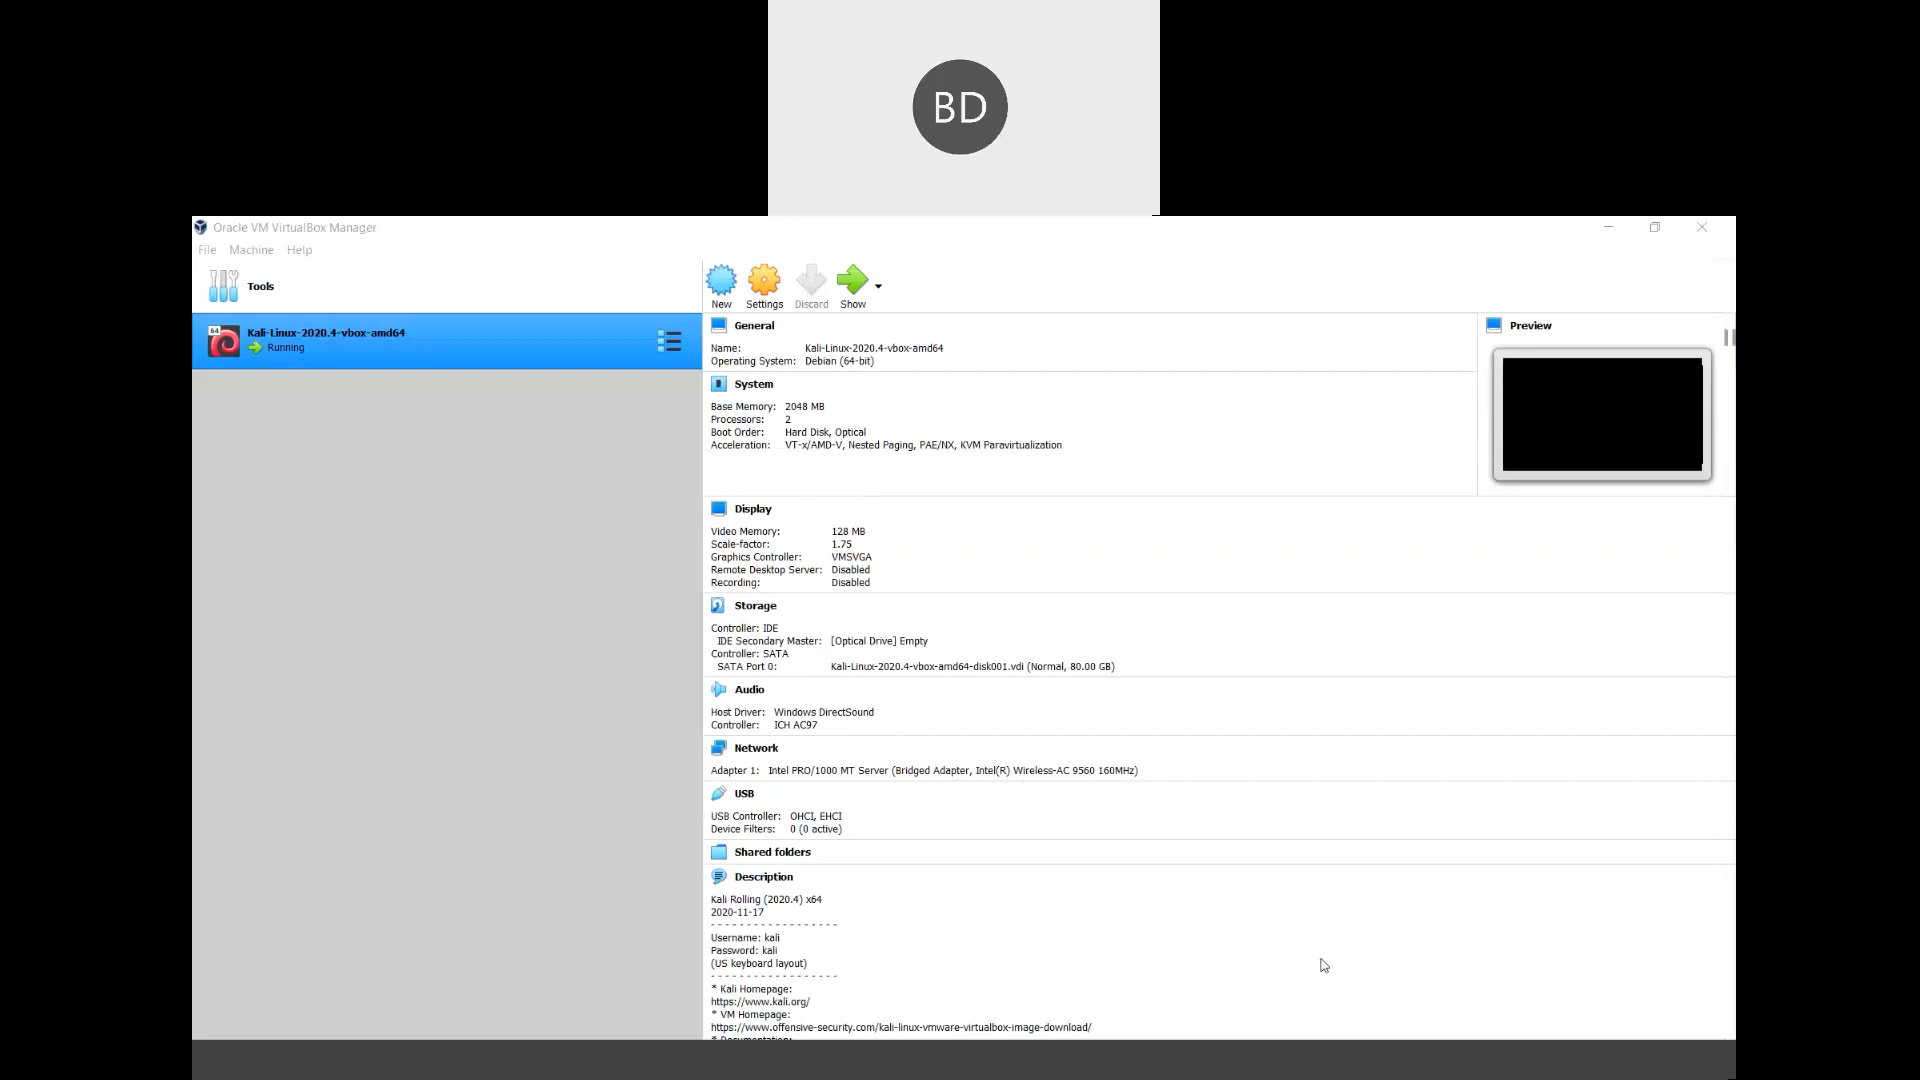 BD
Oracle VM VirtualBox Manager
File Machine Help
Tools
New Settings Discard Show
64
Kali-Linux-2020.4-vbox-amd64
Running
General
Name: Kali-Linux-2020.4-vbox-amd64
Operating System: Debian (64-bit)
Preview
System
Base Memory: 2048 MB
Processors: 2
Boot Order: Hard Disk, Optical
Acceleration: VT-x/AMD-V, Nested Paging, PAE/NX, KVM Paravirtualization
Display
Video Memory: 128 MB
Scale-factor: 1.75
Graphics Controller: VMSVGA
Remote Desktop Server: Disabled
Recording: Disabled
Storage
Controller: IDE
IDE Secondary Master: [Optical Drive] Empty
Controller: SATA
SATA Port 0: Kali-Linux-2020.4-vbox-amd64-disk001.vdi (Normal, 80.00 GB)
Audio
Host Driver: Windows DirectSound
Controller: ICH AC97
Network
Adapter 1: Intel PRO/1000 MT Server (Bridged Adapter, Intel(R) Wireless-AC 9560 160MHz)
USB
USB Controller: OHCI, EHCI
Device Filters: 0 (0 active)
Shared folders
Description
Kali Rolling (2020.4) x64
2020-11-17
- - - - - - - - - - - - - - - - - -
Username: kali
Password: kali
(US keyboard layout)
- - - - - - - - - - - - - - - - - -
* Kali Homepage:
https://www.kali.org/
* VM Homepage:
https://www.offensive-security.com/kali-linux-vmware-virtualbox-image-download/
* Documentation: